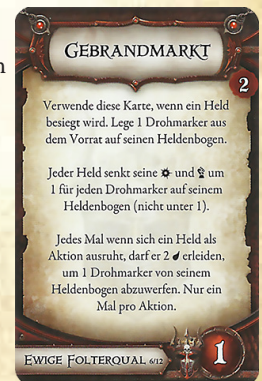 GEBRANDMARKT
2
Verwende diese Karte, wenn ein Held
besiegt wird. Lege 1 Drohmarker aus
dem Vorrat auf seinen Heldenbogen.
Jeder Held senkt seine und um
1 für jeden Drohmarker auf seinem
Heldenbogen (nicht unter 1).
Jedes Mal wenn sich ein Held als
Aktion ausruht, darf er 2 erleiden,
um 1 Drohmarker von seinem
Heldenbogen abzuwerfen. Nur ein
Mal pro Aktion.
EWIGE FOLTERQUAL 6/12
1